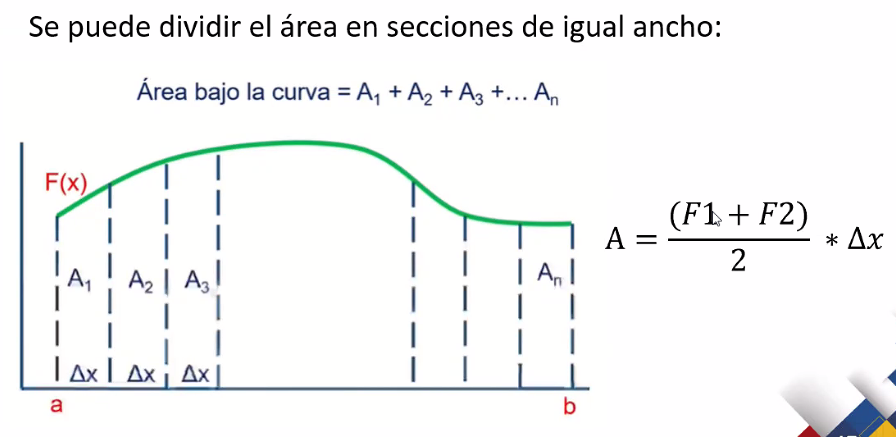 Se puede dividir el área en secciones de igual ancho:
Área bajo la curva = A₁ + A₂ + A₃ +... Aₙ
F(x)
A = (F1 + F2) / 2 * Δx
A₁ A₂ A₃ Aₙ
Δx Δx Δx
a b